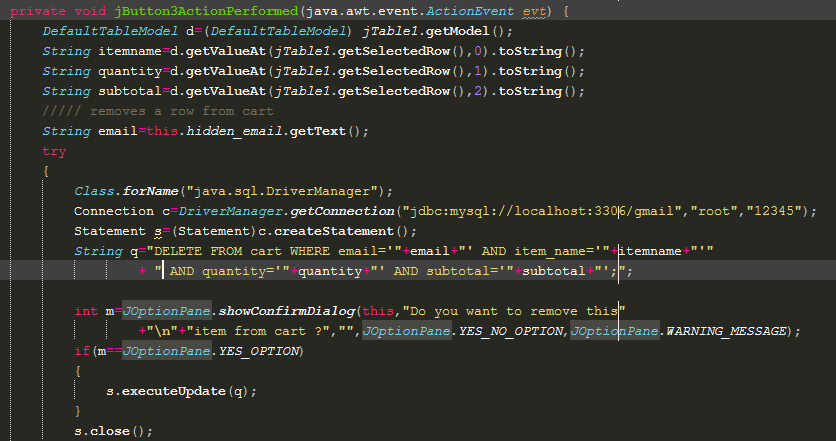 private void jButton3ActionPerformed(java.awt.event.ActionEvent evt) {
DefaultTableModel d=(DefaultTableModel) jTable1.getModel();
String itemname=d.getValueAt(jTable1.getSelectedRow(),0).toString();
String quantity=d.getValueAt(jTable1.getSelectedRow(),1).toString();
String subtotal=d.getValueAt(jTable1.getSelectedRow(),2).toString();
///// removes a row from cart
String email=this.hidden_email.getText();
try
{
Class.forName("java.sql.DriverManager");
Connection c=DriverManager.getConnection("jdbc:mysql://localhost:3306/gmail","root","12345");
Statement s=(Statement)c.createStatement();
String q="DELETE FROM cart WHERE email='"+email+"' AND item_name='"+itemname+"'"
+ " AND quantity='"+quantity+"' AND subtotal='"+subtotal+"';";
int m=JOptionPane.showConfirmDialog(this,"Do you want to remove this"
+"\n"+"item from cart ?","",JOptionPane.YES_NO_OPTION,JOptionPane.WARNING_MESSAGE);
if(m==JOptionPane.YES_OPTION)
{
s.executeUpdate(q);
}
s.close();